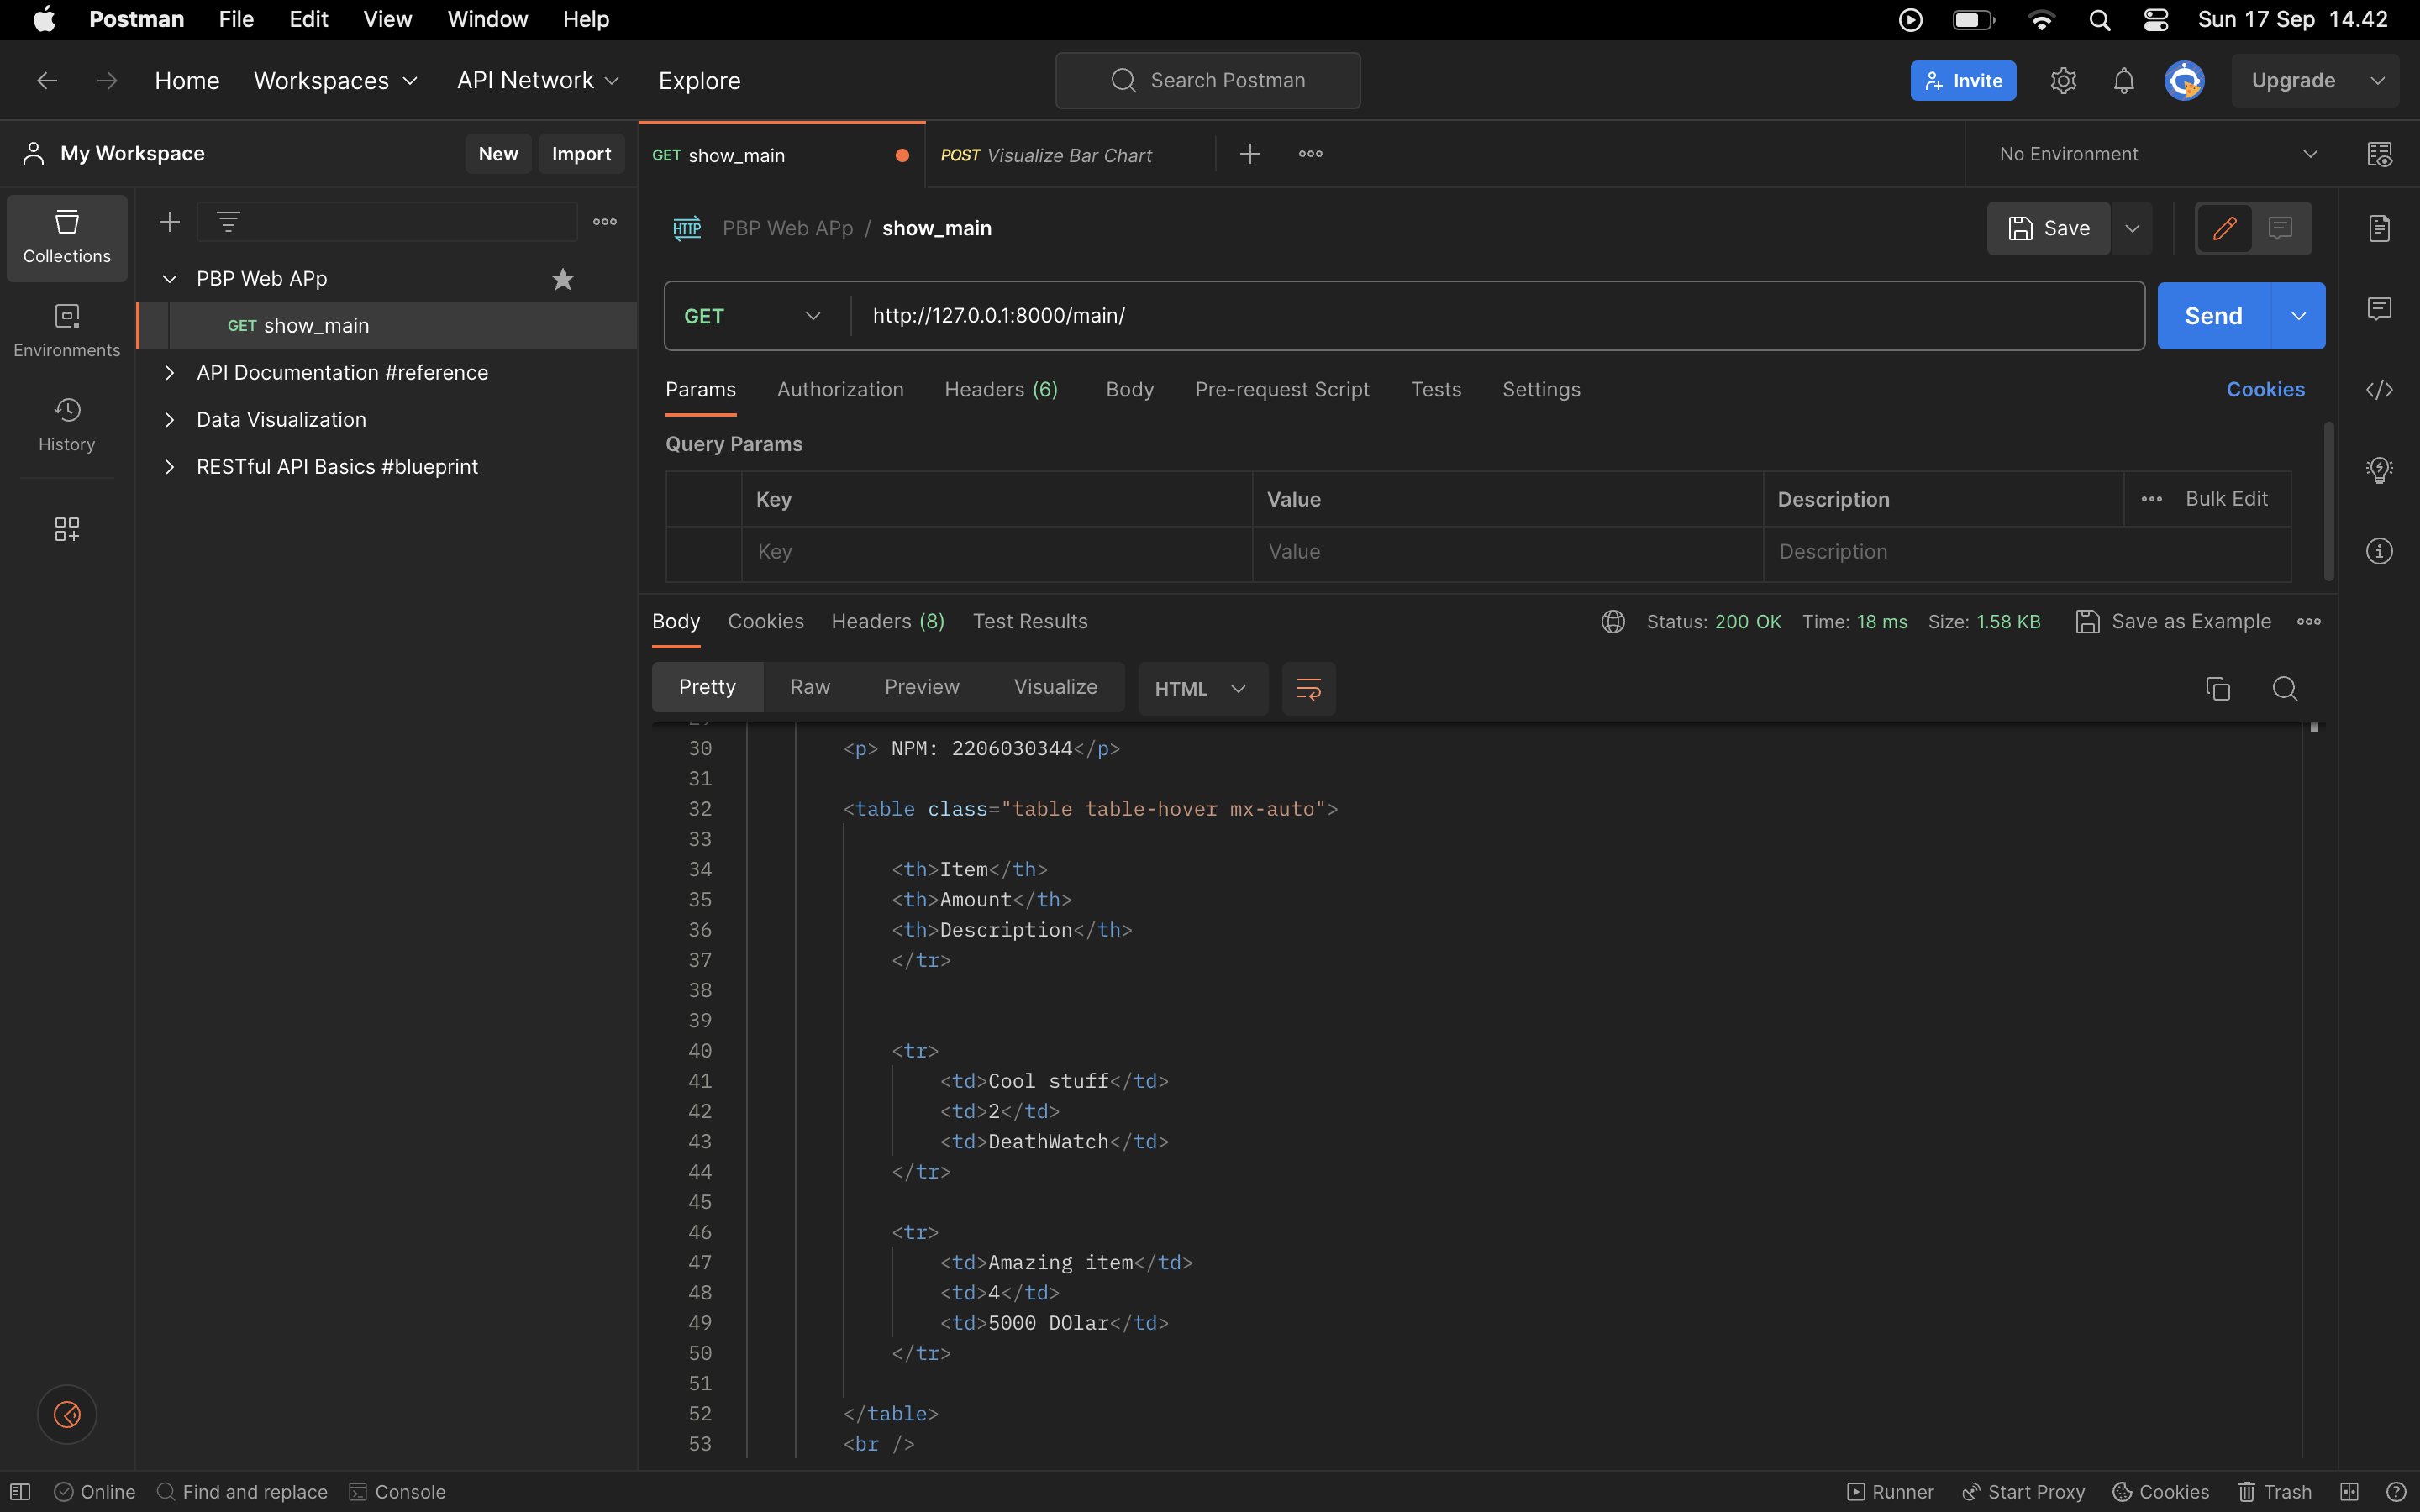 Postman File Edit View Window Help Sun 17 Sep 14.42
Home Workspaces API Network Explore Search Postman Invite Upgrade
My Workspace New Import
GET show_main POST Visualize Bar Chart No Environment
Collections
Environments
History
PBP Web APp
GET show_main
API Documentation #reference
Data Visualization
RESTful API Basics #blueprint
HTTP PBP Web APp / show_main Save
GET http://127.0.0.1:8000/main/ Send
Params Authorization Headers (6) Body Pre-request Script Tests Settings Cookies
Query Params
Key Value Description Bulk Edit
Key Value Description
Body Cookies Headers (8) Test Results Status: 200 OK Time: 18 ms Size: 1.58 KB Save as Example
Pretty Raw Preview Visualize HTML
30 <p> NPM: 2206030344</p>
31
32 <table class="table table-hover mx-auto">
33
34 <th>Item</th>
35 <th>Amount</th>
36 <th>Description</th>
37 </tr>
38
39
40 <tr>
41 <td>Cool stuff</td>
42 <td>2</td>
43 <td>DeathWatch</td>
44 </tr>
45
46 <tr>
47 <td>Amazing item</td>
48 <td>4</td>
49 <td>5000 DOlar</td>
50 </tr>
51
52 </table>
53 <br />
Online Find and replace Console Runner Start Proxy Cookies Trash